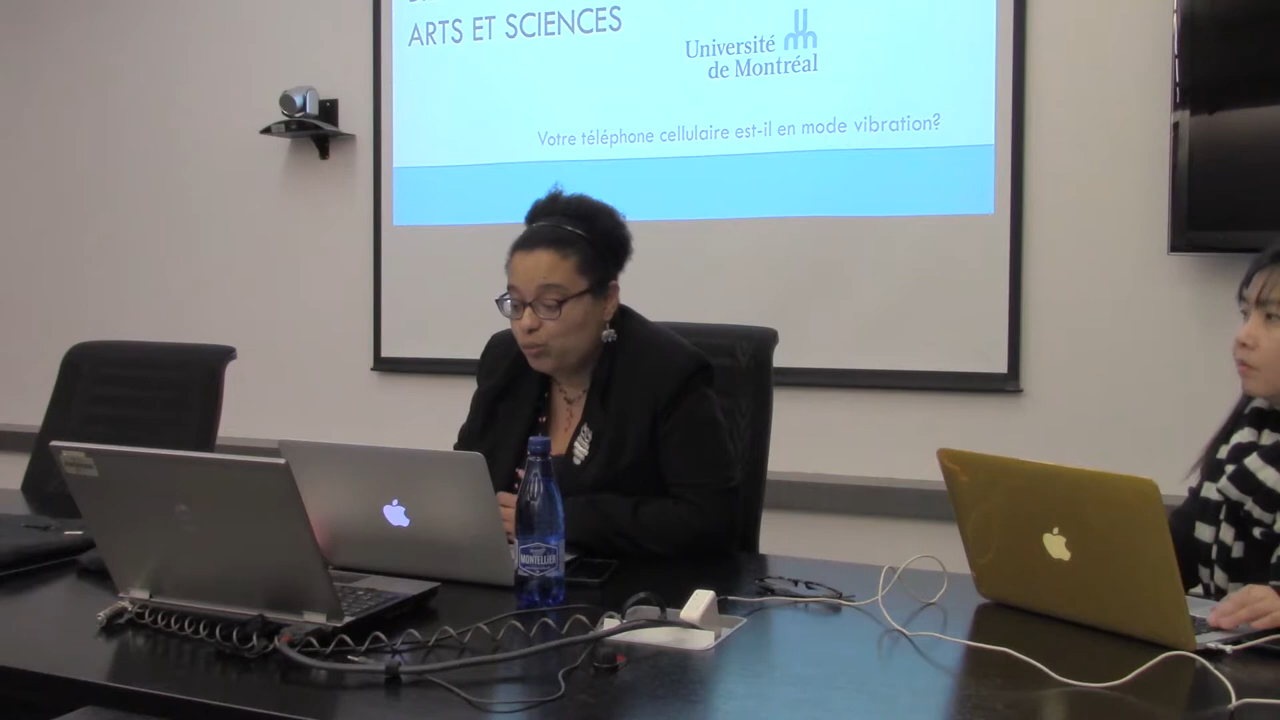 ARTS ET SCIENCES
Université
de Montréal
Votre téléphone cellulaire est-il en mode vibration?
MONTELLIER